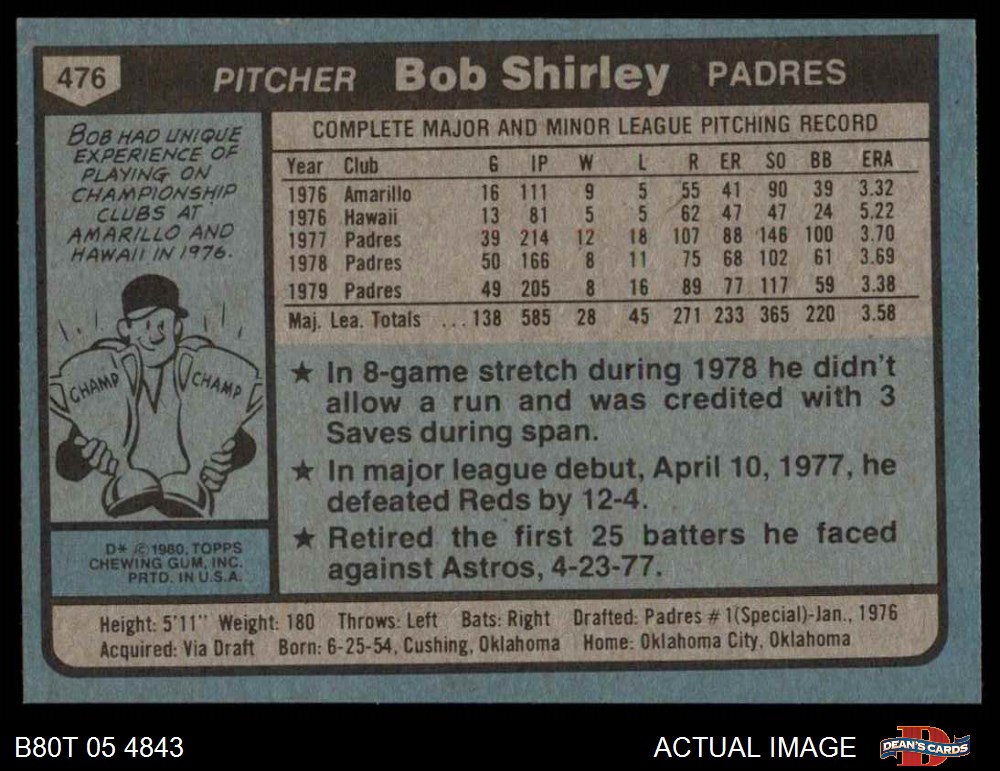 476 PITCHER Bob Shirley PADRES
BOB HAD UNIQUE
EXPERIENCE OF
PLAYING ON
CHAMPIONSHIP
CLUBS AT
AMARILLO AND
HAWAII IN 1976.
CHAMP CHAMP
D* © 1980, TOPPS
CHEWING GUM, INC.
PRTD. IN U.S.A.
COMPLETE MAJOR AND MINOR LEAGUE PITCHING RECORD
Year Club G IP W L R ER SO BB ERA
1976 Amarillo 16 111 9 5 55 41 90 39 3.32
1976 Hawaii 13 81 5 5 62 47 47 24 5.22
1977 Padres 39 214 12 18 107 88 146 100 3.70
1978 Padres 50 166 8 11 75 68 102 61 3.69
1979 Padres 49 205 8 16 89 77 117 59 3.38
Maj. Lea. Totals ... 138 585 28 45 271 233 365 220 3.58
★ In 8-game stretch during 1978 he didn't
allow a run and was credited with 3
Saves during span.
★ In major league debut, April 10, 1977, he
defeated Reds by 12-4.
★ Retired the first 25 batters he faced
against Astros, 4-23-77.
Height: 5'11" Weight: 180 Throws: Left Bats: Right Drafted: Padres #1(Special)-Jan., 1976
Acquired: Via Draft Born: 6-25-54, Cushing, Oklahoma Home: Oklahoma City, Oklahoma
B80T 05 4843 ACTUAL IMAGE DEAN'S CARDS